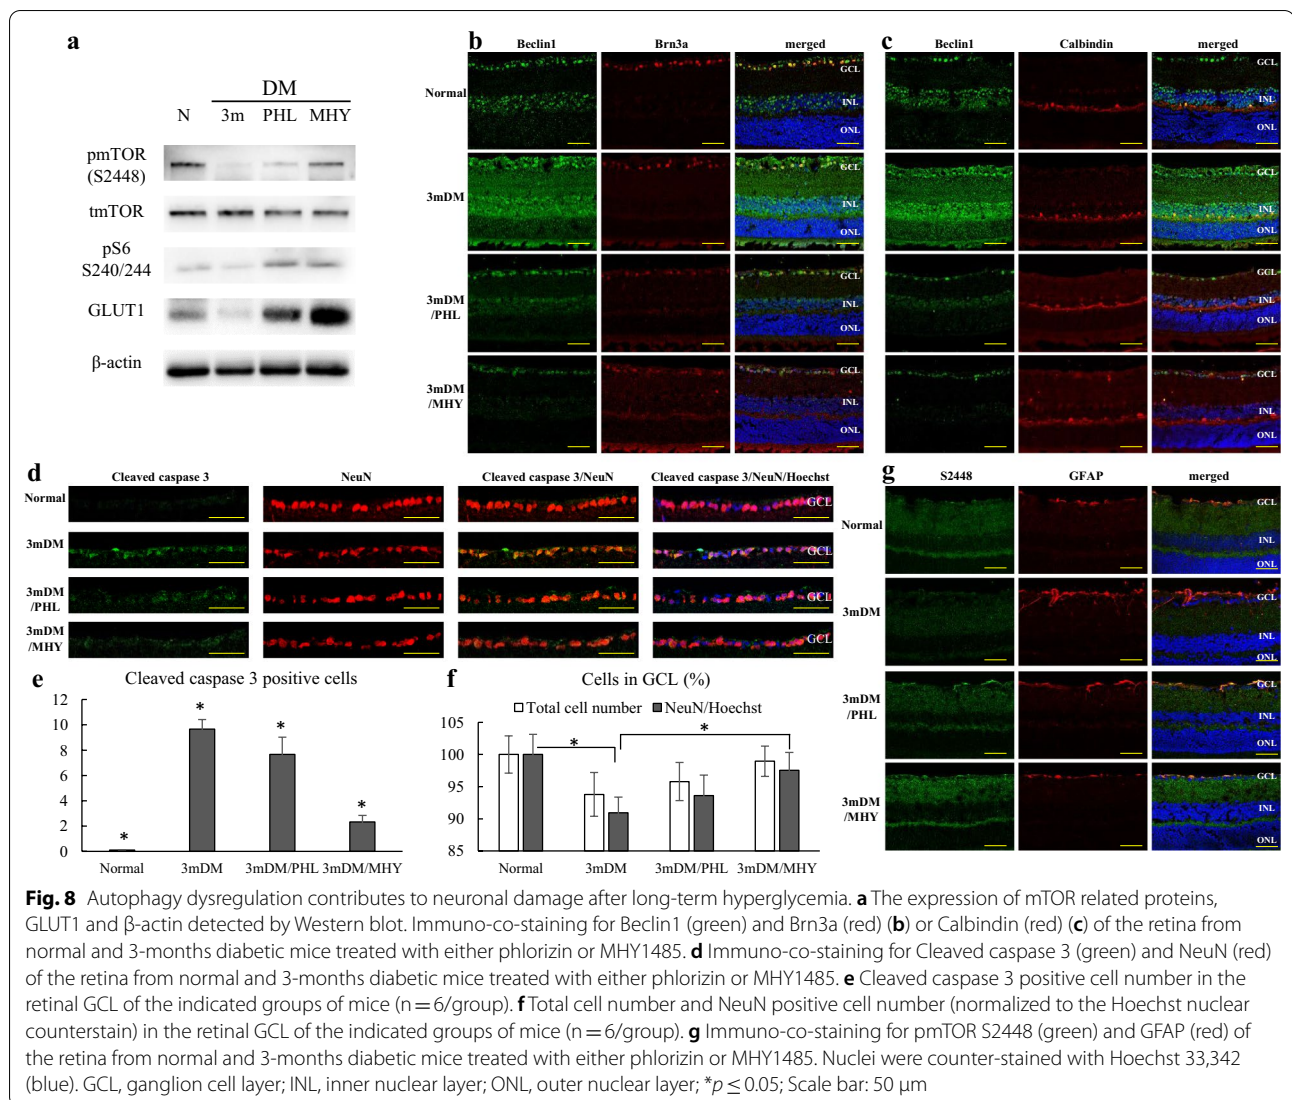 a
DM
N 3m PHL MHY
pmTOR
(S2448)
tmTOR
pS6
S240/244
GLUT1
β-actin
b
Beclin1 Brn3a merged
Normal
GCL
INL
ONL
3mDM
GCL
INL
ONL
3mDM
/PHL
GCL
INL
ONL
3mDM
/MHY
GCL
INL
ONL
c
Beclin1 Calbindin merged
GCL
INL
ONL
GCL
INL
ONL
GCL
INL
ONL
GCL
INL
ONL
d
Cleaved caspase 3 NeuN Cleaved caspase 3/NeuN Cleaved caspase 3/NeuN/Hoechst
Normal
GCL
3mDM
GCL
3mDM
/PHL
GCL
3mDM
/MHY
GCL
e
Cleaved caspase 3 positive cells
12
10
8
6
4
2
0
* * * *
Normal 3mDM 3mDM/PHL 3mDM/MHY
f
Cells in GCL (%)
Total cell number NeuN/Hoechst
105
100
95
90
85
* *
Normal 3mDM 3mDM/PHL 3mDM/MHY
g
S2448 GFAP merged
Normal
GCL
INL
ONL
3mDM
GCL
INL
ONL
3mDM
/PHL
GCL
INL
ONL
3mDM
/MHY
GCL
INL
ONL
Fig. 8 Autophagy dysregulation contributes to neuronal damage after long-term hyperglycemia. a The expression of mTOR related proteins,
GLUT1 and β-actin detected by Western blot. Immuno-co-staining for Beclin1 (green) and Brn3a (red) (b) or Calbindin (red) (c) of the retina from
normal and 3-months diabetic mice treated with either phlorizin or MHY1485. d Immuno-co-staining for Cleaved caspase 3 (green) and NeuN (red)
of the retina from normal and 3-months diabetic mice treated with either phlorizin or MHY1485. e Cleaved caspase 3 positive cell number in the
retinal GCL of the indicated groups of mice (n = 6/group). f Total cell number and NeuN positive cell number (normalized to the Hoechst nuclear
counterstain) in the retinal GCL of the indicated groups of mice (n = 6/group). g Immuno-co-staining for pmTOR S2448 (green) and GFAP (red) of
the retina from normal and 3-months diabetic mice treated with either phlorizin or MHY1485. Nuclei were counter-stained with Hoechst 33,342
(blue). GCL, ganglion cell layer; INL, inner nuclear layer; ONL, outer nuclear layer; *p ≤ 0.05; Scale bar: 50 μm